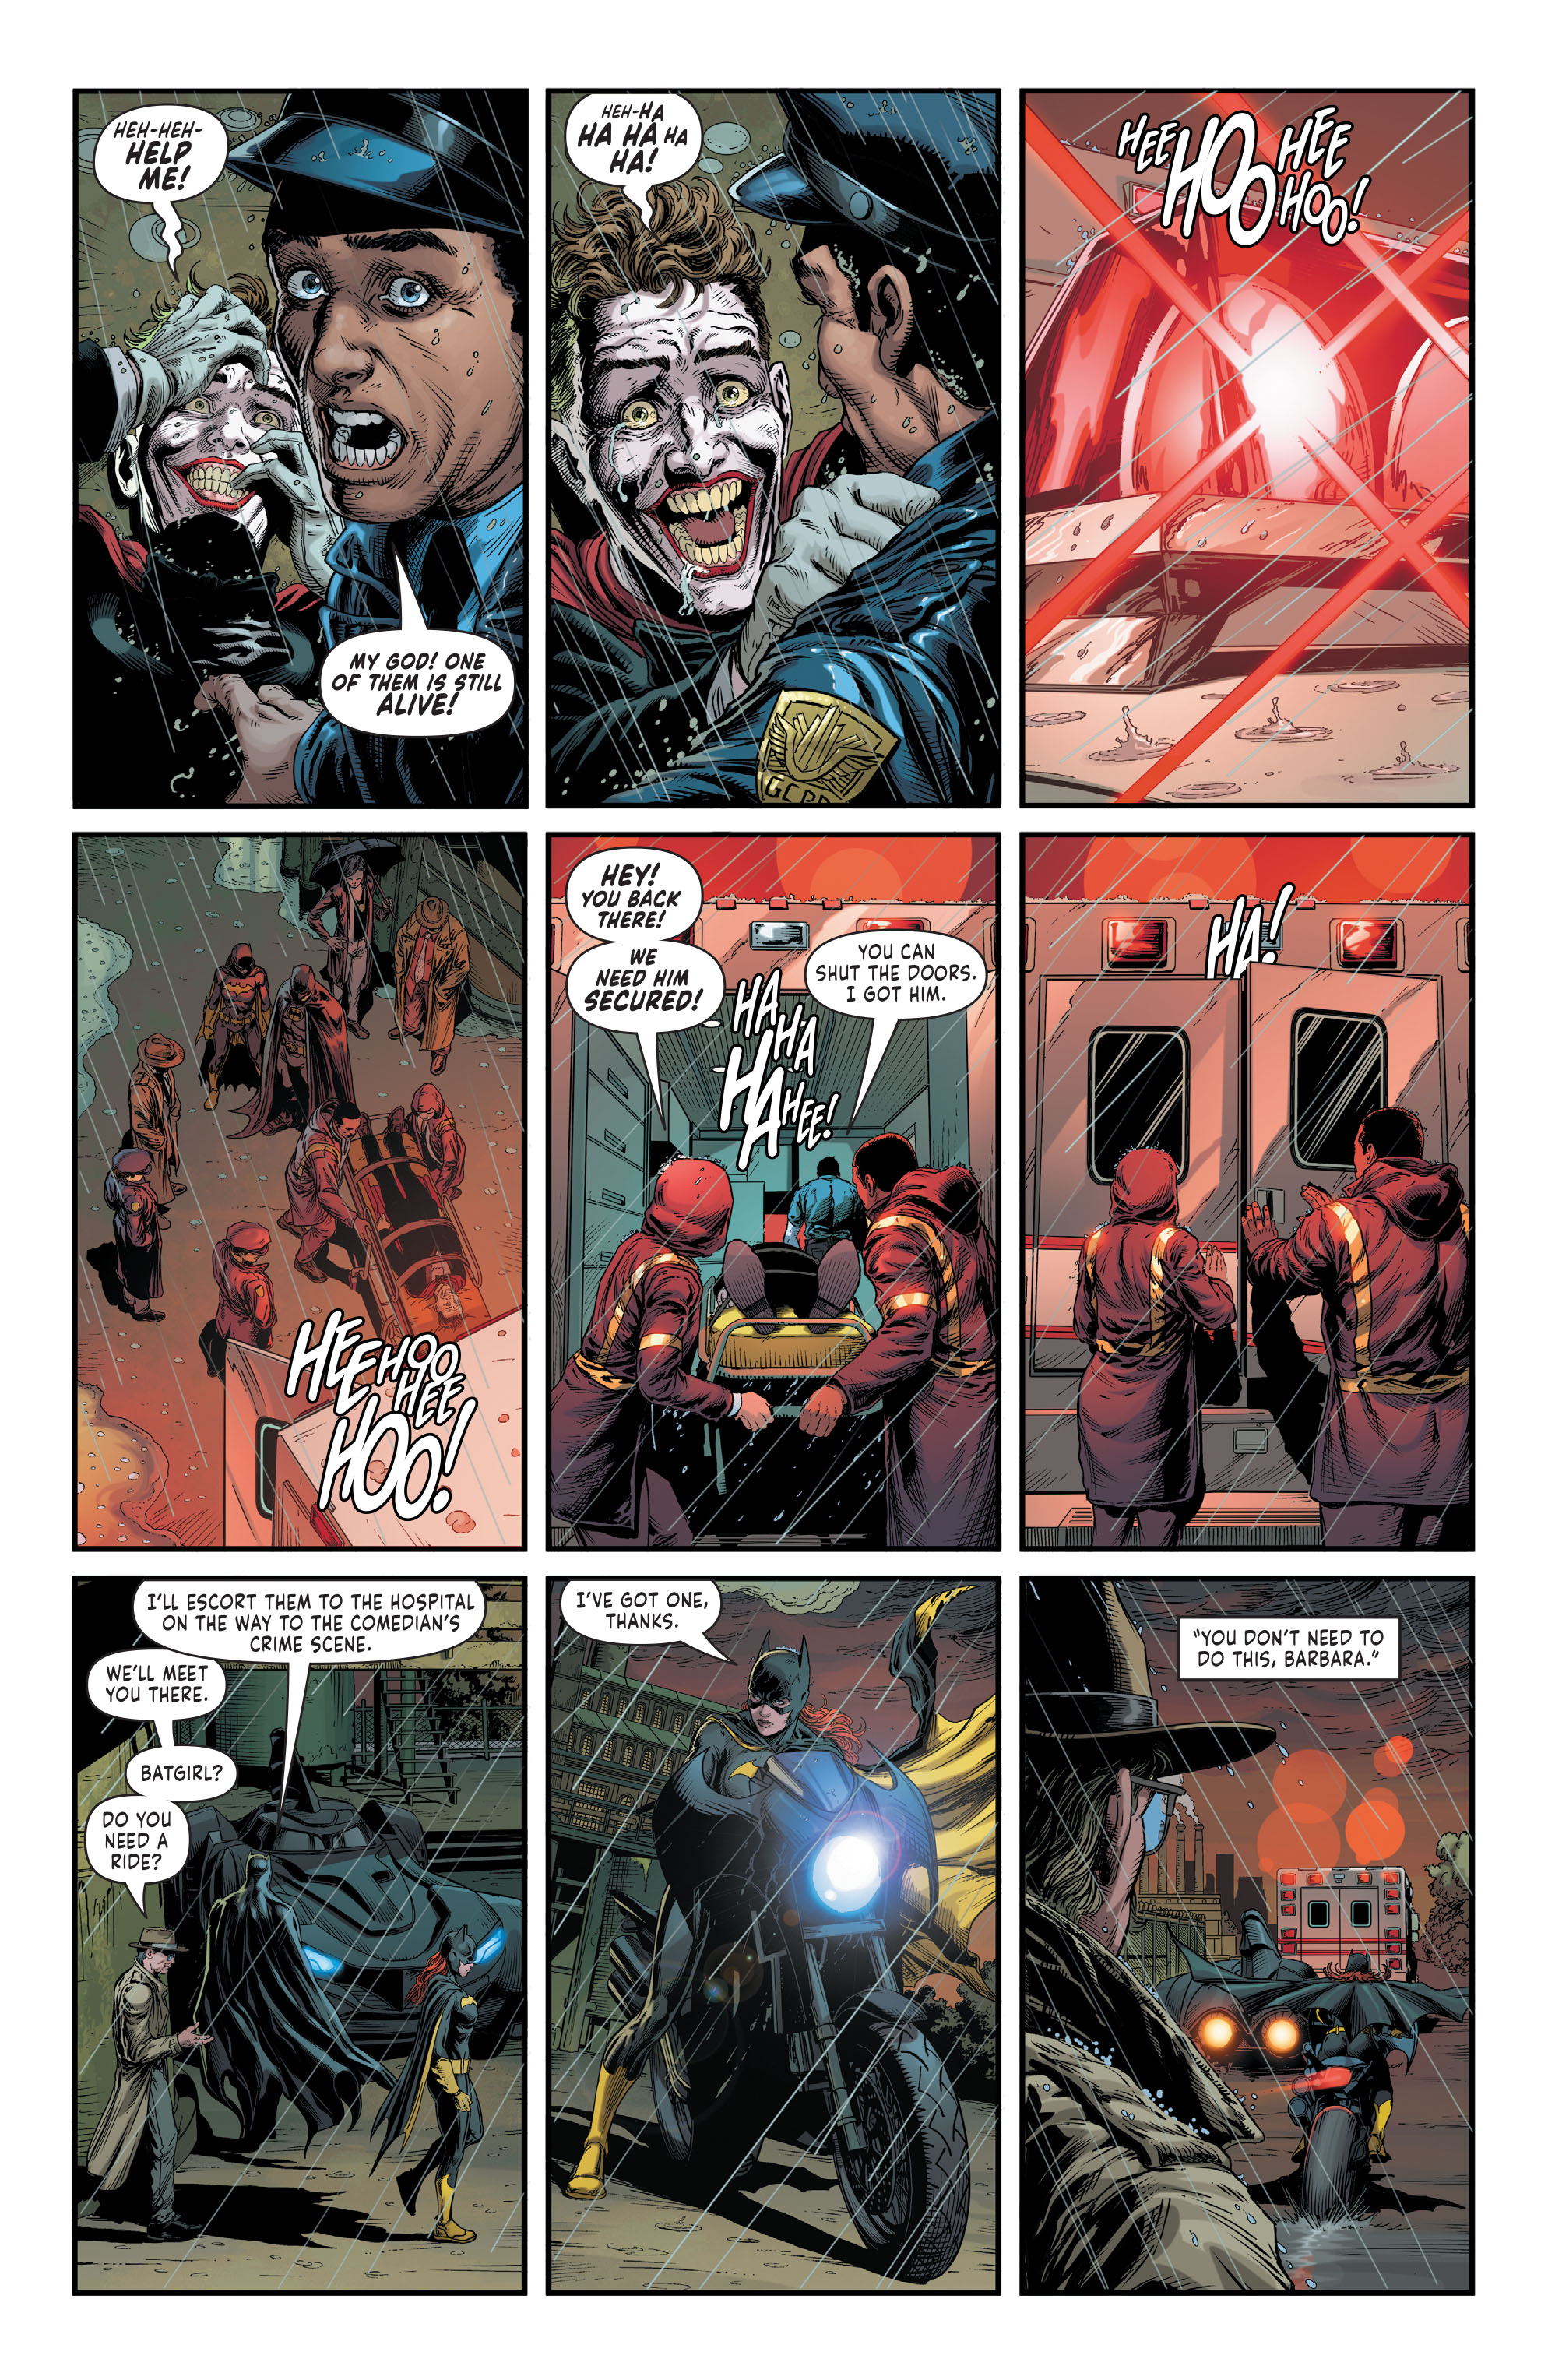 HEH-HEH-
HELP
ME!
MY GOD! ONE
OF THEM IS STILL
ALIVE!
HEH-HA
HA HA HA
HA!
GCPD
HEE HOO HEE
HOO!
HEE HOO
HEE
HOO!
HEY!
YOU BACK
THERE!
WE
NEED HIM
SECURED!
HA
HA
HA HEE!
YOU CAN
SHUT THE DOORS.
I GOT HIM.
HA!
I'LL ESCORT THEM TO THE HOSPITAL
ON THE WAY TO THE COMEDIAN'S
CRIME SCENE.
WE'LL MEET
YOU THERE.
BATGIRL?
DO YOU
NEED A
RIDE?
I'VE GOT ONE,
THANKS.
"YOU DON'T NEED TO
DO THIS, BARBARA."